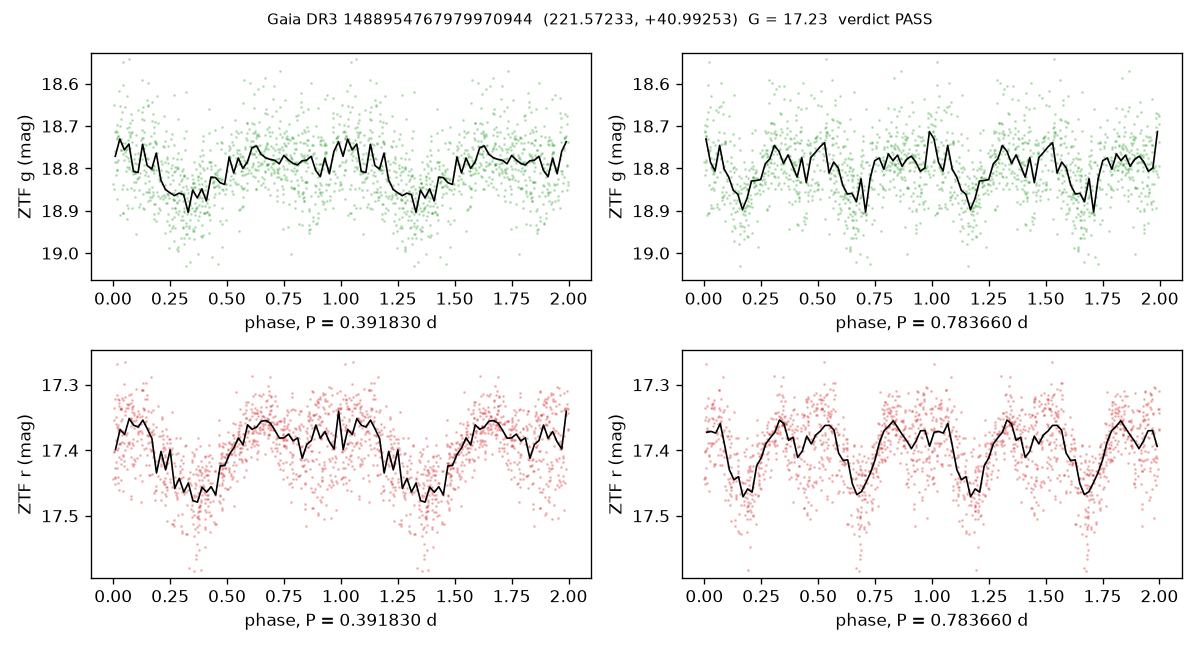 Gaia DR3 1488954767979970944 (221.57233, +40.99253) G = 17.23 verdict PASS
ZTF g (mag)
18.6
18.7
18.8
18.9
19.0
0.00 0.25 0.50 0.75 1.00 1.25 1.50 1.75 2.00
phase, P = 0.391830 d
ZTF g (mag)
18.6
18.7
18.8
18.9
19.0
0.00 0.25 0.50 0.75 1.00 1.25 1.50 1.75 2.00
phase, P = 0.783660 d
ZTF r (mag)
17.3
17.4
17.5
0.00 0.25 0.50 0.75 1.00 1.25 1.50 1.75 2.00
phase, P = 0.391830 d
ZTF r (mag)
17.3
17.4
17.5
0.00 0.25 0.50 0.75 1.00 1.25 1.50 1.75 2.00
phase, P = 0.783660 d